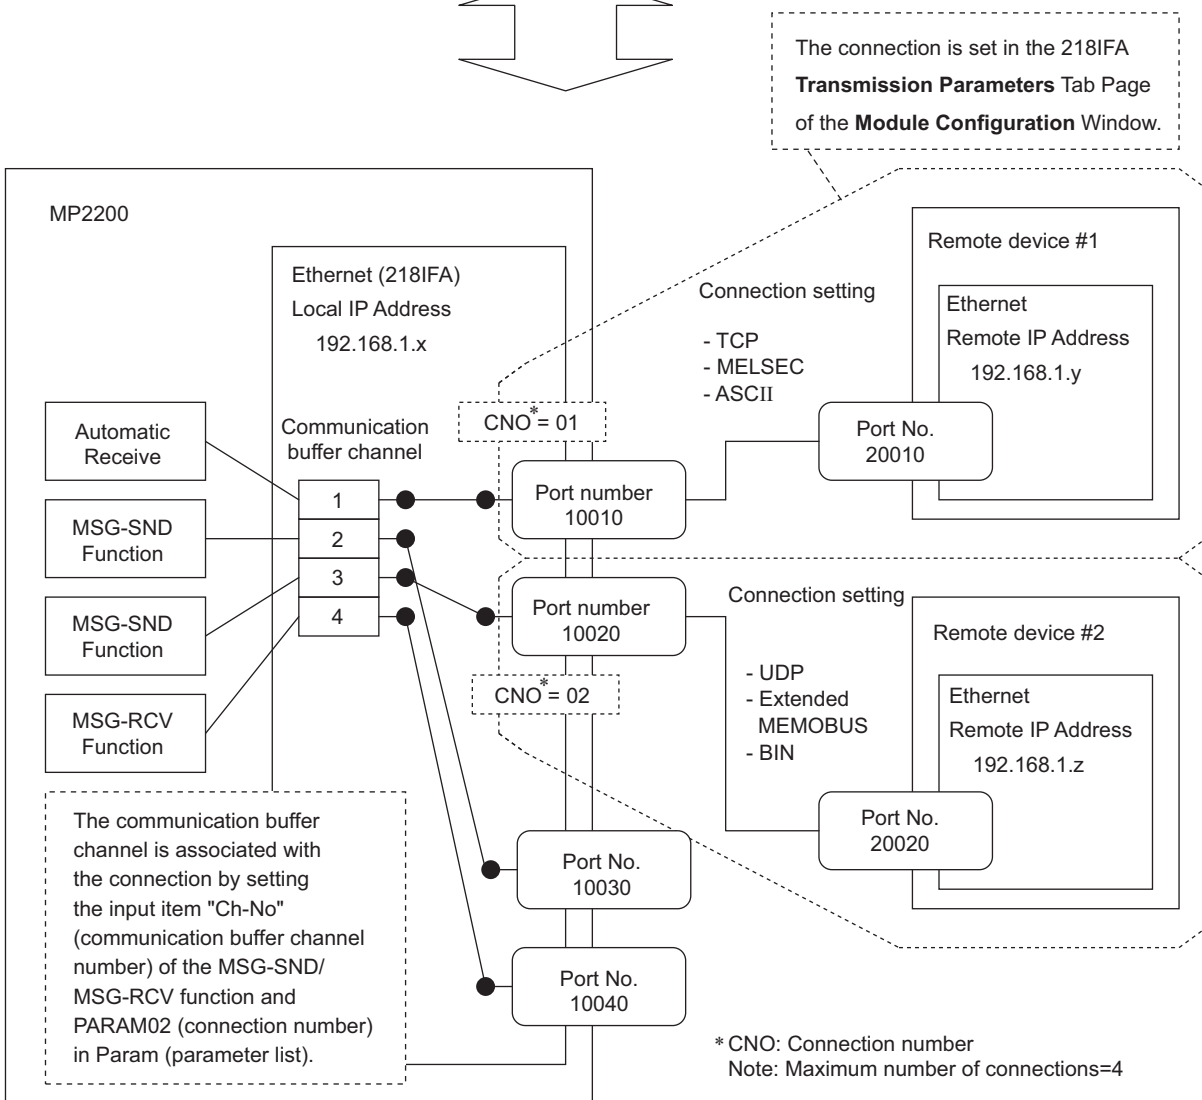 The connection is set in the 218IFA
Transmission Parameters Tab Page
of the Module Configuration Window.
MP2200
Ethernet (218IFA)
Local IP Address
192.168.1.x
Automatic
Receive
MSG-SND
Function
MSG-SND
Function
MSG-RCV
Function
Communication
buffer channel
1
2
3
4
CNO*= 01
Port number
10010
Connection setting
- TCP
- MELSEC
- ASCII
Remote device #1
Ethernet
Remote IP Address
192.168.1.y
Port No.
20010
Port number
10020
CNO*= 02
Connection setting
- UDP
- Extended
MEMOBUS
- BIN
Remote device #2
Ethernet
Remote IP Address
192.168.1.z
Port No.
20020
The communication buffer
channel is associated with
the connection by setting
the input item "Ch-No"
(communication buffer channel
number) of the MSG-SND/
MSG-RCV function and
PARAM02 (connection number)
in Param (parameter list).
Port No.
10030
Port No.
10040
* CNO: Connection number
Note: Maximum number of connections=4